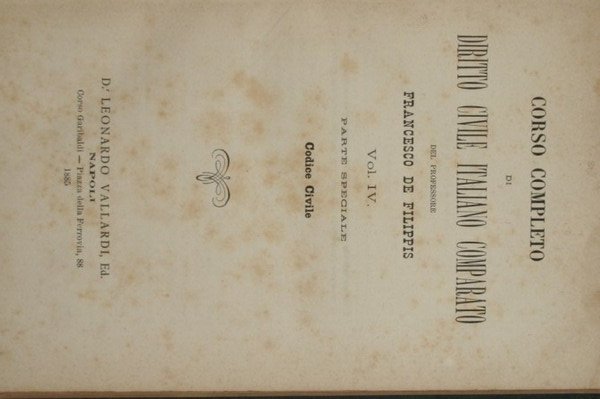 CORSO COMPLETO
DI
DIRITTO CIVILE ITALIANO COMPARATO
DEL PROFESSORE
FRANCESCO DE FILIPPIS
Vol. IV.
PARTE SPECIALE
Codice Civile
D.r LEONARDO VALLARDI, Ed.
NAPOLI
Corso Garibaldi — Piazza della Ferrovia, 88
1885